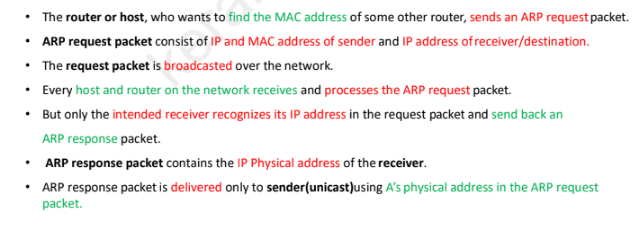 • The router or host, who wants to find the MAC address of some other router, sends an ARP request packet.
• ARP request packet consist of IP and MAC address of sender and IP address of receiver/destination.
• The request packet is broadcasted over the network.
• Every host and router on the network receives and processes the ARP request packet.
• But only the intended receiver recognizes its IP address in the request packet and send back an
ARP response packet.
• ARP response packet contains the IP Physical address of the receiver.
• ARP response packet is delivered only to sender(unicast)using A's physical address in the ARP request
packet.